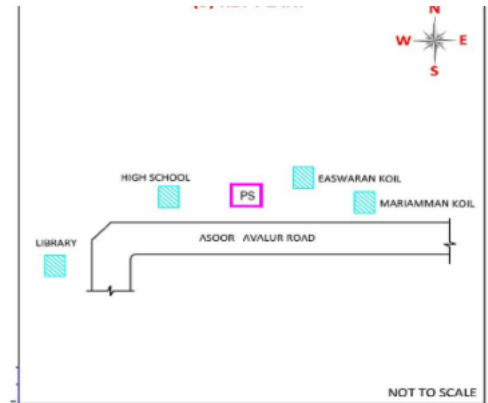 N
W E
S
HIGH SCHOOL
PS
EASWARAN KOIL
MARIAMMAN KOIL
ASOOR AVALUR ROAD
LIBRARY
NOT TO SCALE